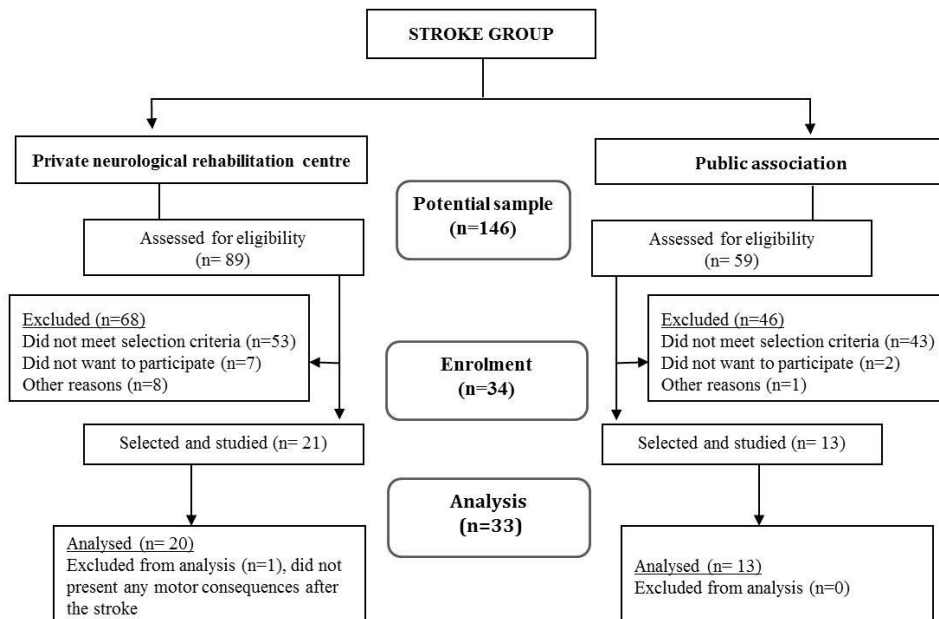 STROKE GROUP
Private neurological rehabilitation centre
Public association
Potential sample
(n=146)
Assessed for eligibility
(n= 89)
Assessed for eligibility
(n= 59)
Excluded (n=68)
Did not meet selection criteria (n=53)
Did not want to participate (n=7)
Other reasons (n=8)
Excluded (n=46)
Did not meet selection criteria (n=43)
Did not want to participate (n=2)
Other reasons (n=1)
Enrolment
(n=34)
Selected and studied (n= 21)
Selected and studied (n= 13)
Analysis
(n=33)
Analysed (n= 20)
Excluded from analysis (n=1), did not
present any motor consequences after
the stroke
Analysed (n= 13)
Excluded from analysis (n=0)